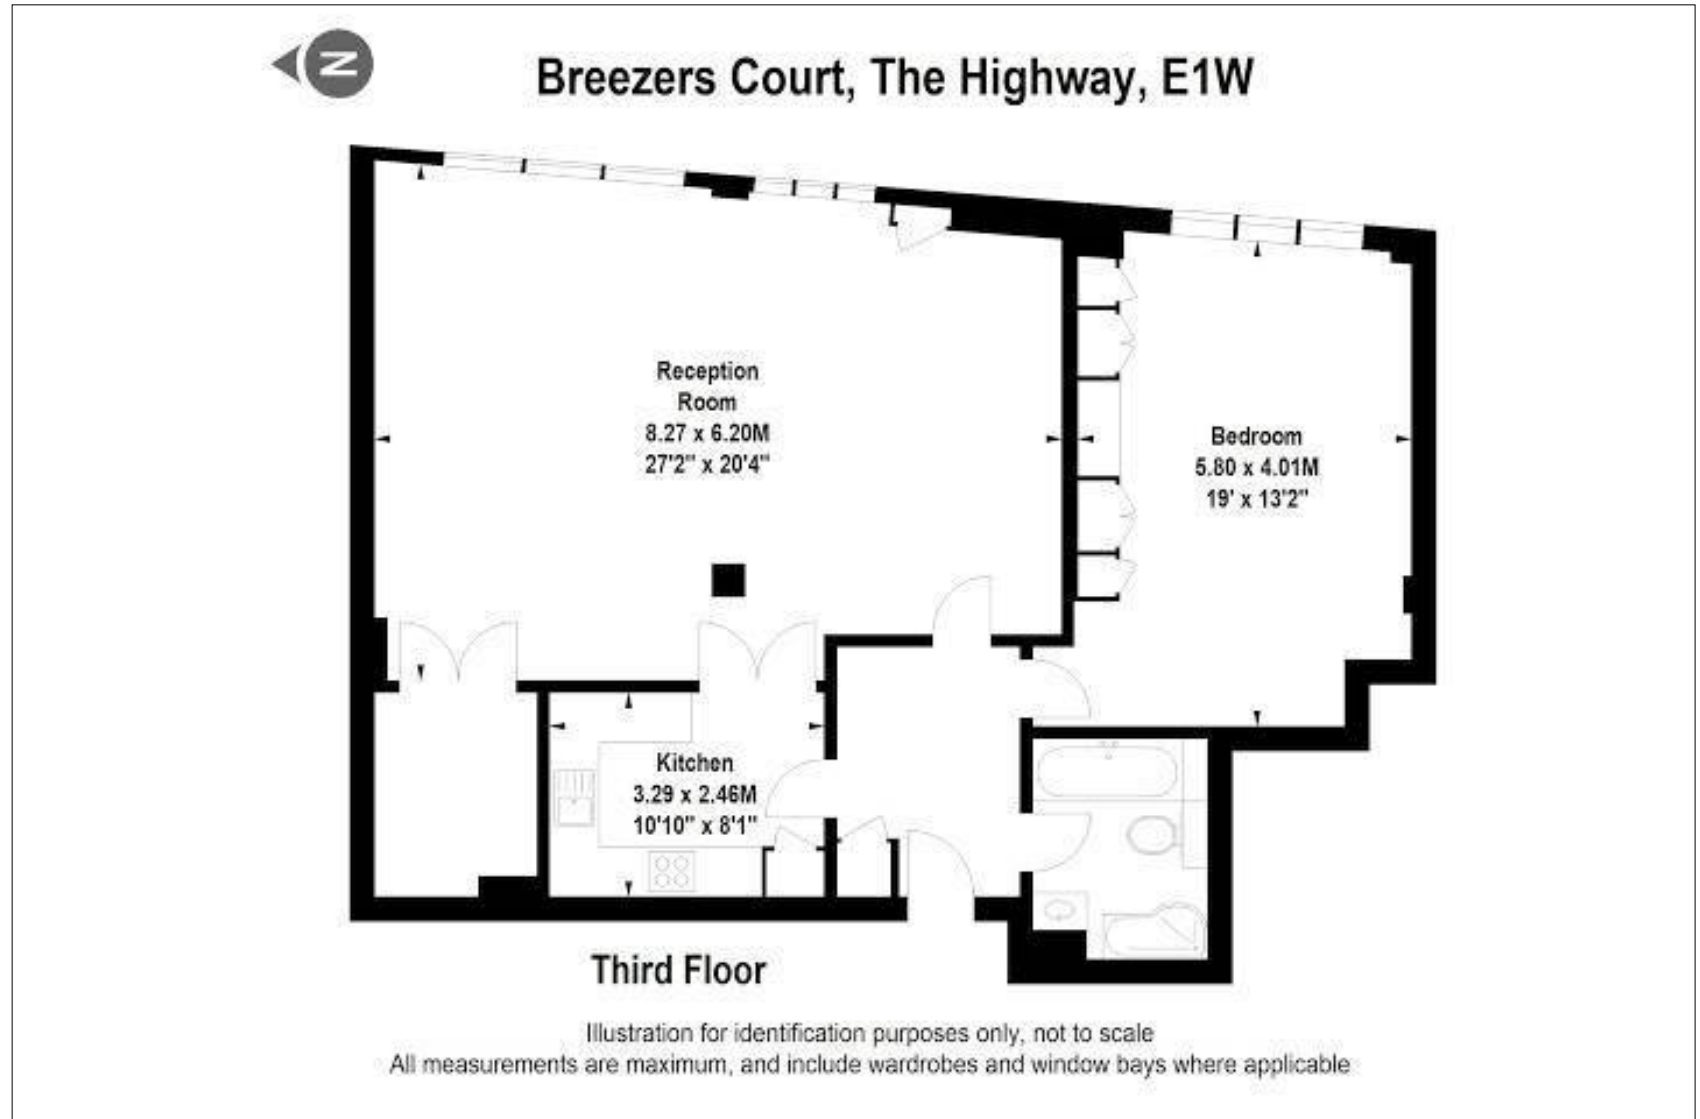 N
Breezers Court, The Highway, E1W
Reception
Room
8.27 x 6.20M
27'2" x 20'4"
Bedroom
5.80 x 4.01M
19' x 13'2"
Kitchen
3.29 x 2.46M
10'10" x 8'1"
Third Floor
Illustration for identification purposes only, not to scale
All measurements are maximum, and include wardrobes and window bays where applicable